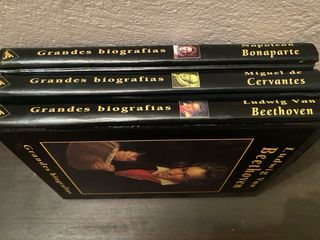 Grandes biografías
Napoleón
Bonaparte
Grandes biografías
Miguel de
Cervantes
Grandes biografías
Ludwig Van
Beethoven
Grandes biografías
Ludwig van
Beethoven